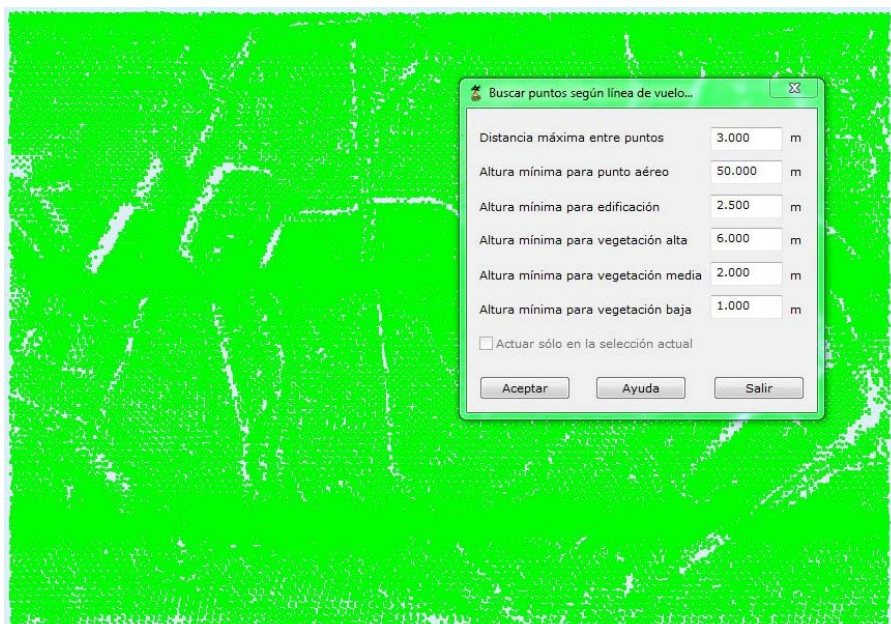 Buscar puntos según línea de vuelo...
Distancia máxima entre puntos 3.000 m
Altura mínima para punto aéreo 50.000 m
Altura mínima para edificación 2.500 m
Altura mínima para vegetación alta 6.000 m
Altura mínima para vegetación media 2.000 m
Altura mínima para vegetación baja 1.000 m
Actuar sólo en la selección actual
Aceptar Ayuda Salir